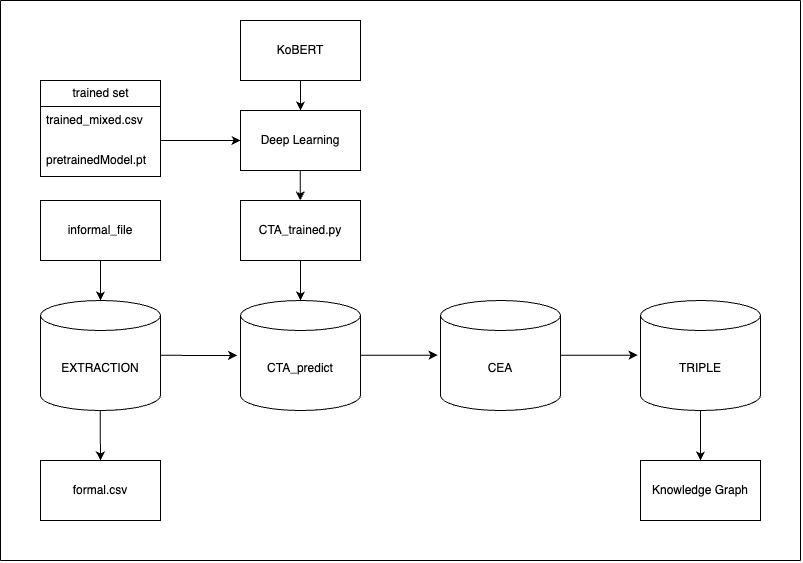 KoBERT
trained set
trained_mixed.csv
pretrainedModel.pt
Deep Learning
informal_file
CTA_trained.py
EXTRACTION
CTA_predict
CEA
TRIPLE
formal.csv
Knowledge Graph